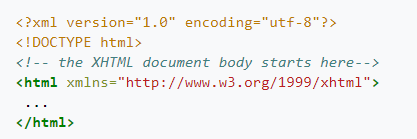 <?xml version="1.0" encoding="utf-8"?>
<!DOCTYPE html>
<!-- the XHTML document body starts here-->
<html xmlns="http://www.w3.org/1999/xhtml">
...
</html>